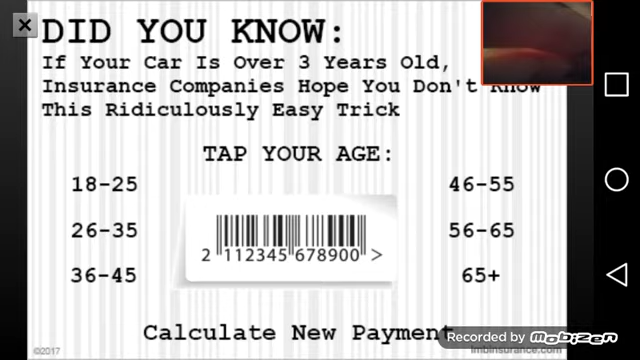 DID YOU KNOW:
If Your Car Is Over 3 Years Old,
Insurance Companies Hope You Don't Know
This Ridiculously Easy Trick
TAP YOUR AGE:
18-25
46-55
26-35
56-65
36-45
65+
2 112345 678900 >
Calculate New Payment
Recorded by Mobizen
©2017
lmbinsurance.com